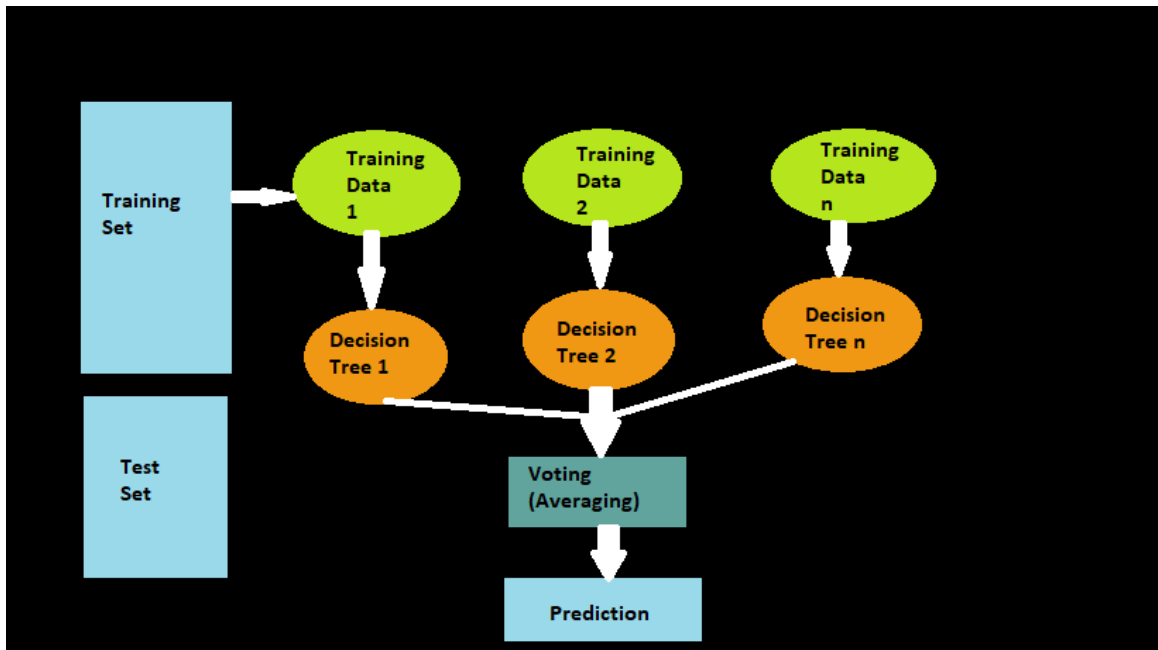 Training
Set
Training
Data
1
Training
Data
2
Training
Data
n
Decision
Tree 1
Decision
Tree 2
Decision
Tree n
Test
Set
Voting
(Averaging)
Prediction